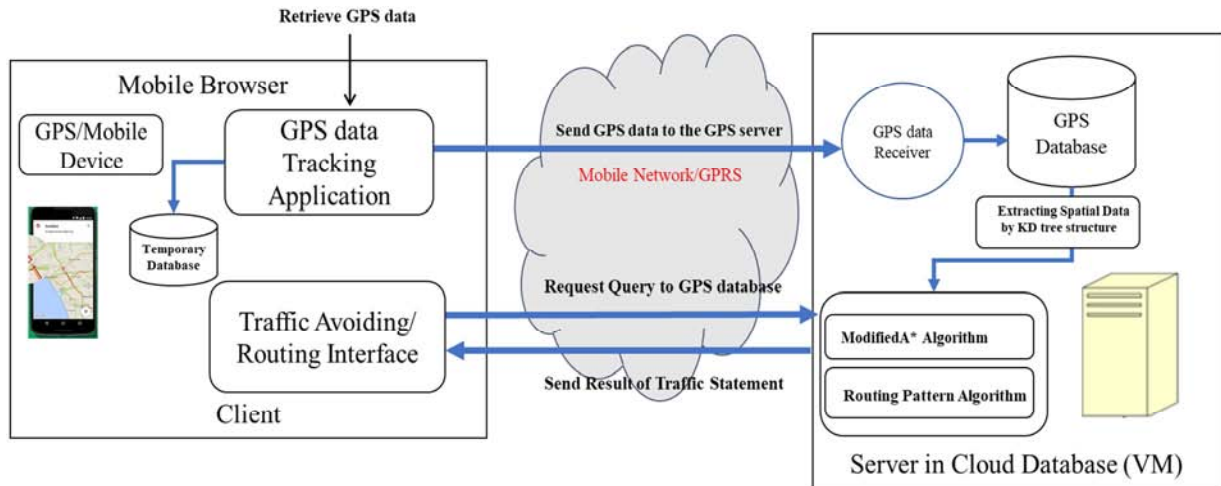 Retrieve GPS data
Mobile Browser
GPS/Mobile
Device
GPS data
Tracking
Application
Temporary
Database
Traffic Avoiding/
Routing Interface
Client
Send GPS data to the GPS server
Mobile Network/GPRS
Request Query to GPS database
Send Result of Traffic Statement
GPS data
Receiver
GPS
Database
Extracting Spatial Data
by KD tree structure
ModifiedA* Algorithm
Routing Pattern Algorithm
Server in Cloud Database (VM)